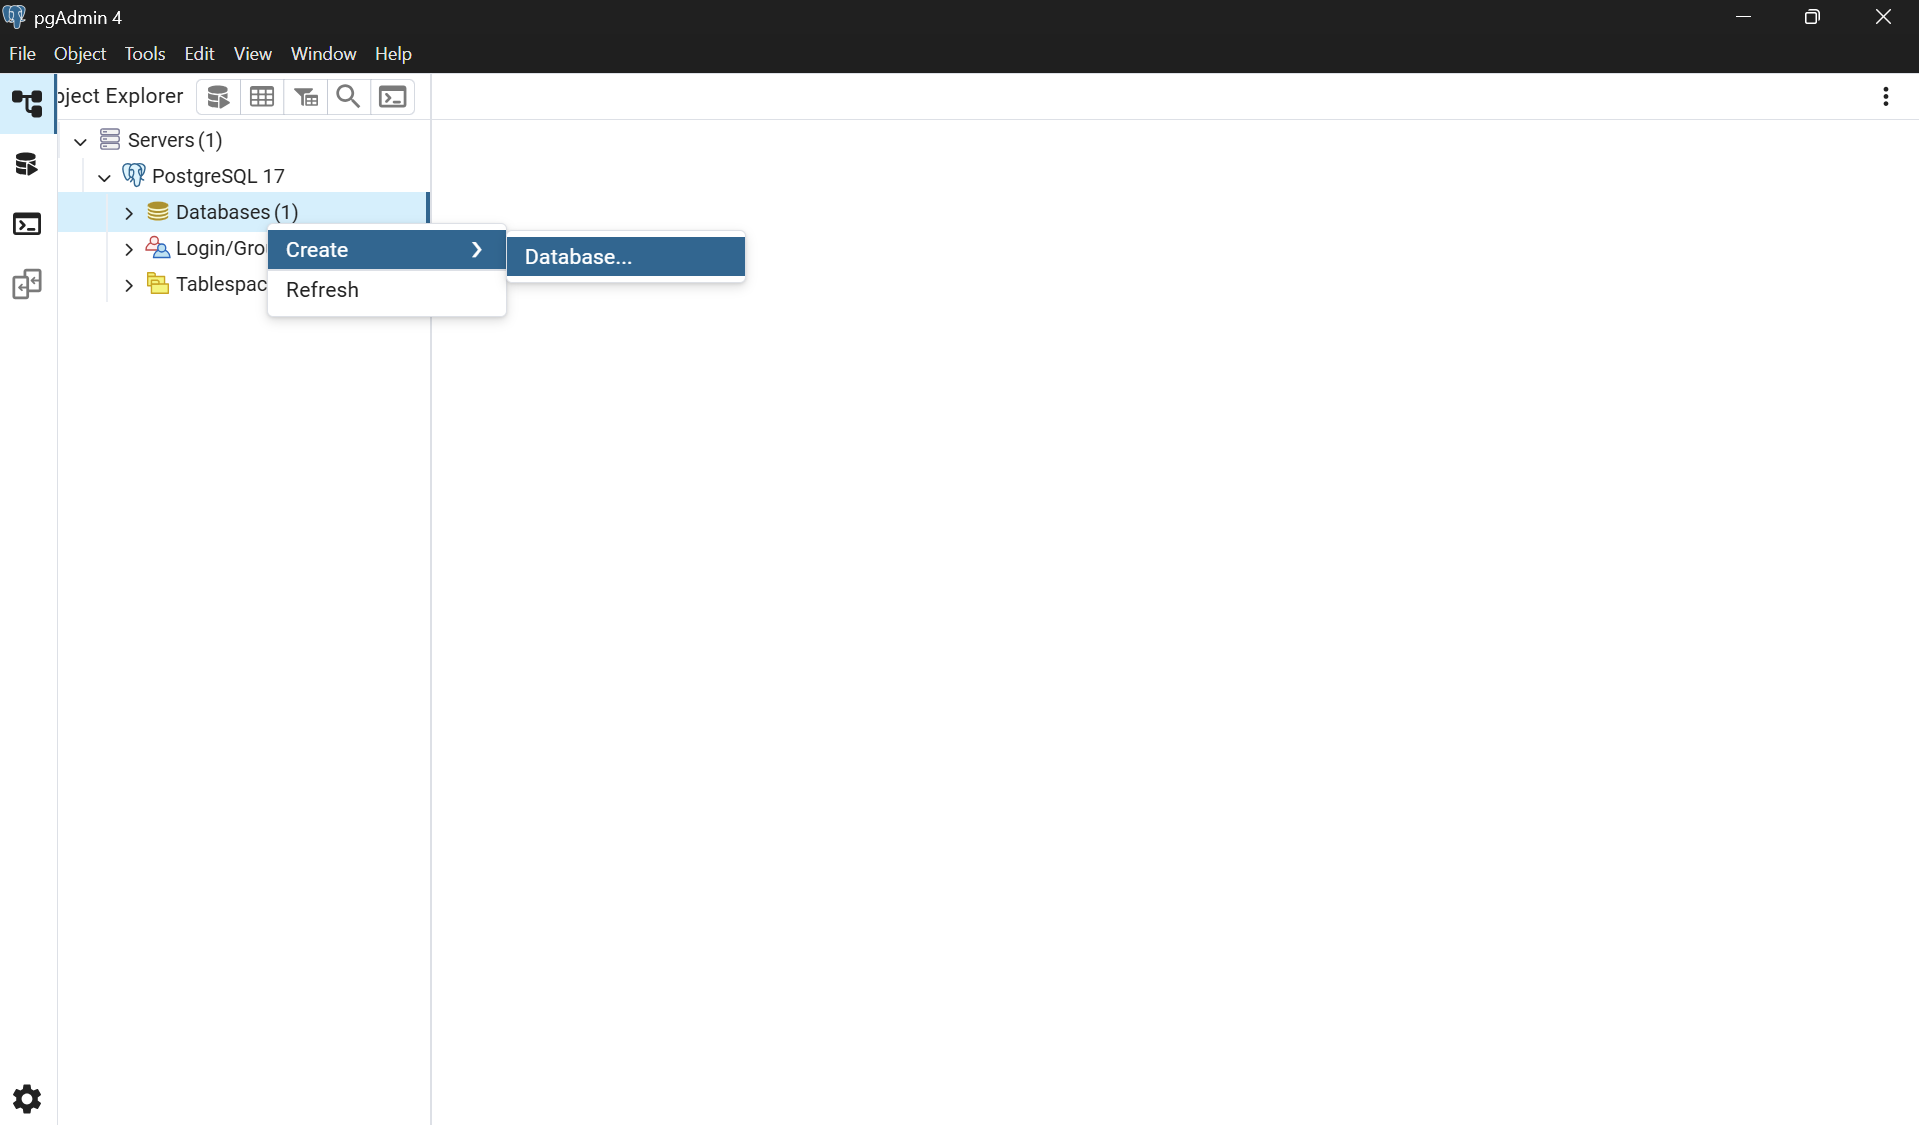 pgAdmin 4
File Object Tools Edit View Window Help
Explorer
Servers (1)
PostgreSQL 17
Databases (1)
Login/Gro
Create
Database...
Tablespac
Refresh